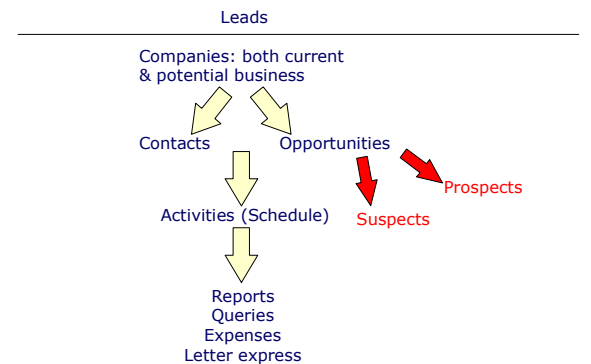 Leads
Companies: both current
& potential business
Contacts
Opportunities
Prospects
Activities (Schedule)
Suspects
Reports
Queries
Expenses
Letter express